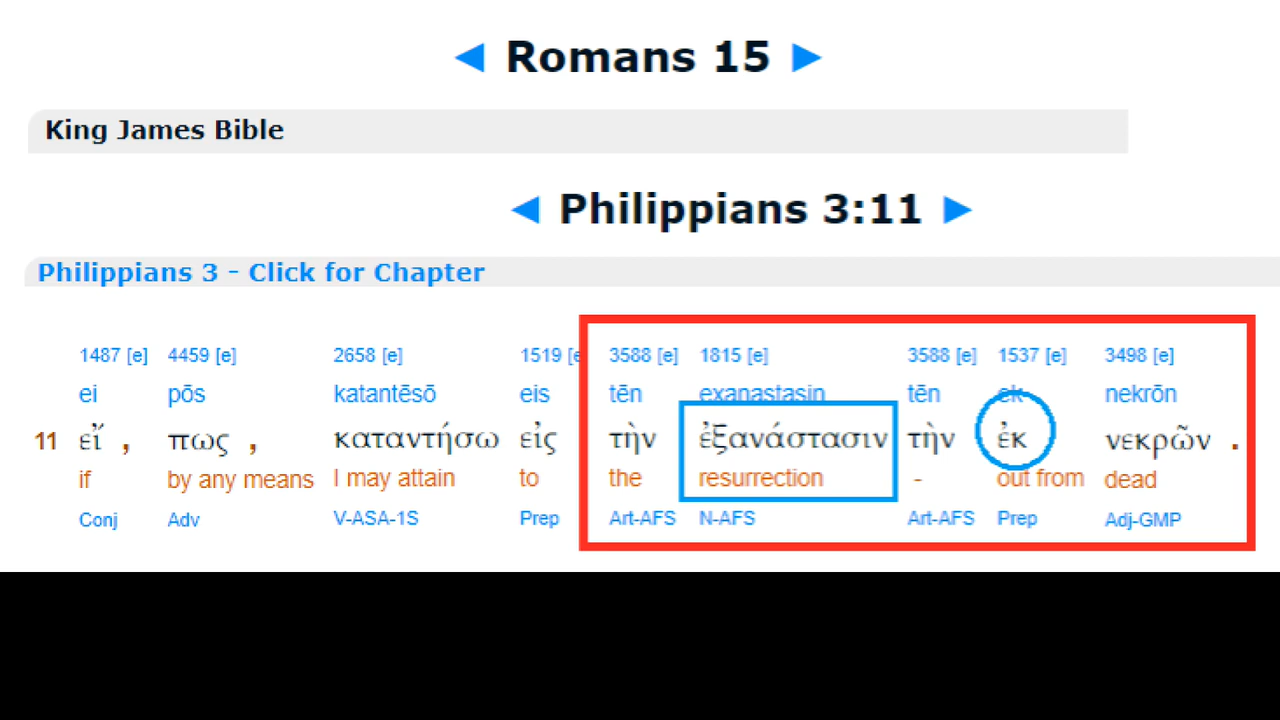 ◄ Romans 15 ►
King James Bible
◄ Philippians 3:11 ►
Philippians 3 - Click for Chapter
1487 [e] 4459 [e] 2658 [e] 1519 [e 3588 [e] 1815 [e] 3588 [e] 1537 [e] 3498 [e]
ei pōs katantēsō eis tēn exanastasin tēn ek nekrōn
11 εἴ , πως , καταντήσω εἰς τὴν ἐξανάστασιν τὴν ἐκ νεκρῶν .
if by any means I may attain to the resurrection - out from dead
Conj Adv V-ASA-1S Prep Art-AFS N-AFS Art-AFS Prep Adj-GMP